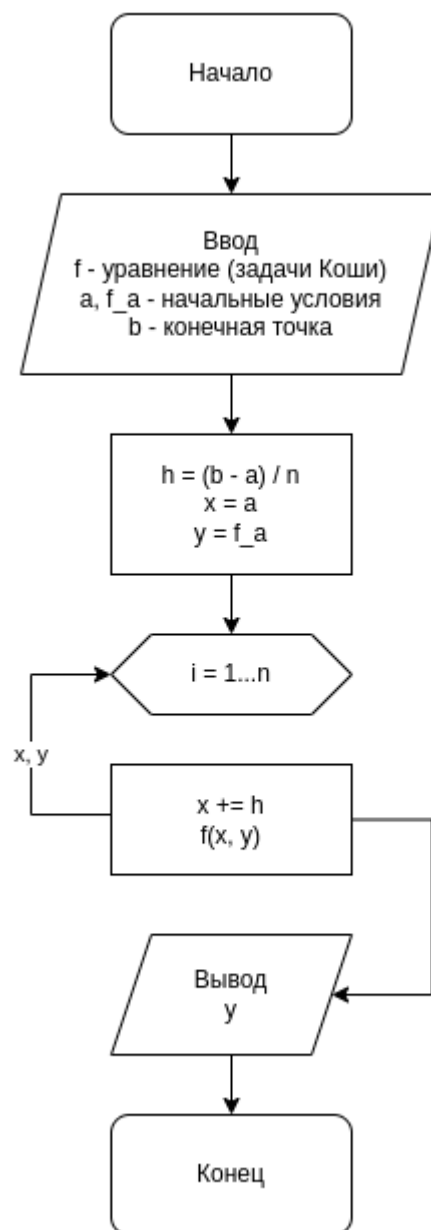 Начало
Ввод
f - уравнение (задачи Коши)
a, f_a - начальные условия
b - конечная точка
h = (b - a) / n
x = a
y = f_a
i = 1...n
x, y
x += h
f(x, y)
Вывод
y
Конец